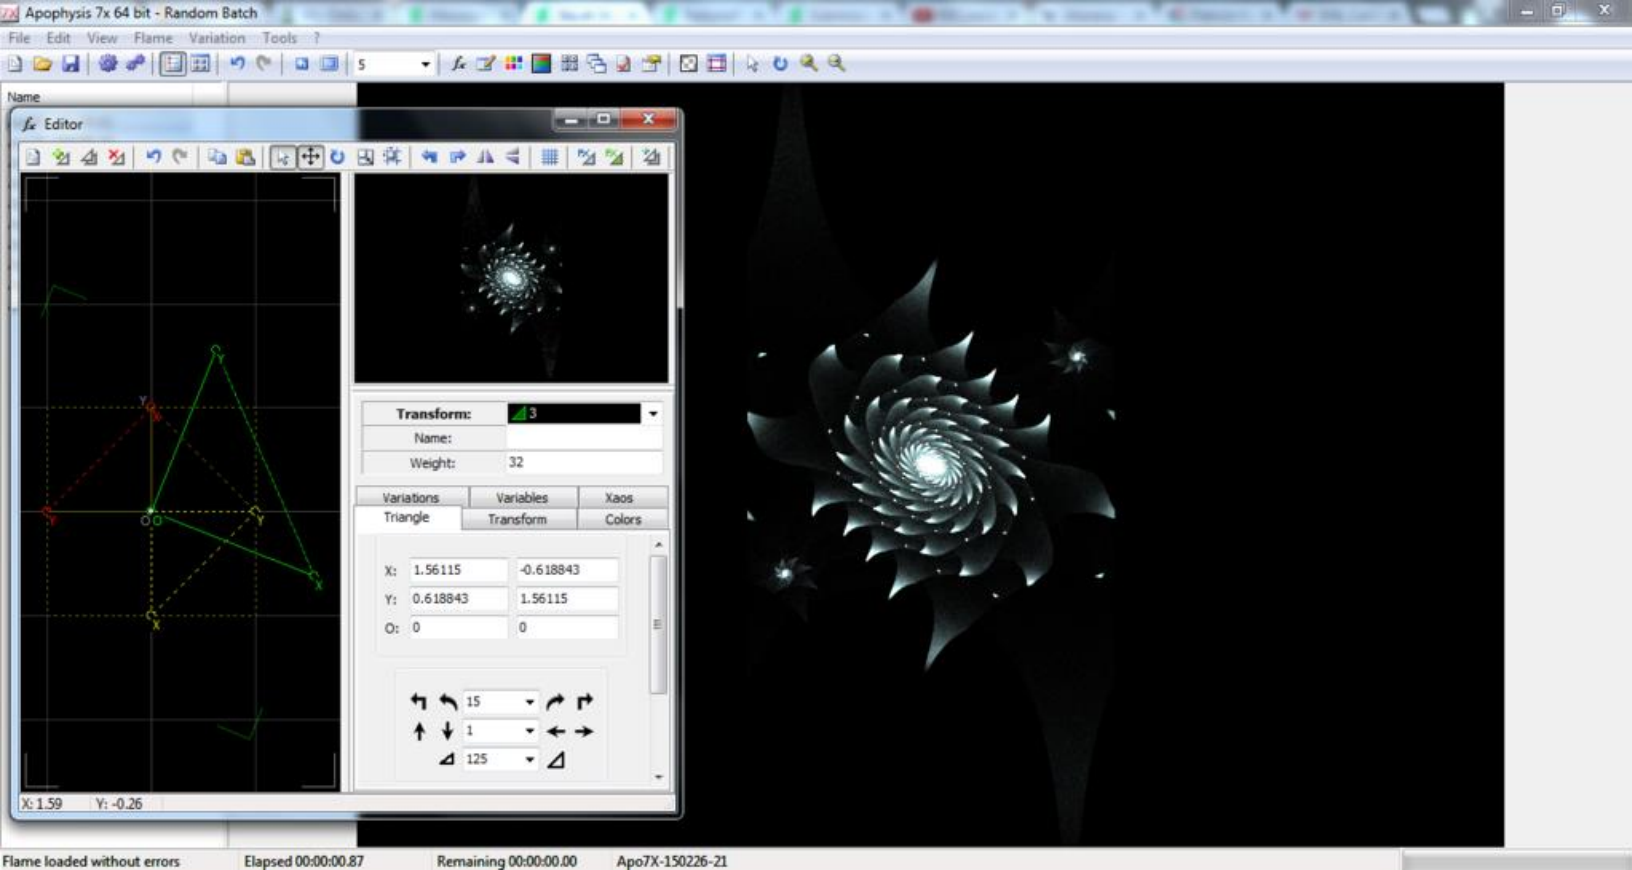 7X Apophysis 7x 64 bit - Random Batch
File Edit View Flame Variation Tools ?
5
Name
Editor
Y
Y
X
Y
O O
Y
X
X
Transform: 3
Name:
Weight: 32
Variations Variables Xaos
Triangle Transform Colors
X: 1.56115 -0.618843
Y: 0.618843 1.56115
O: 0 0
15
1
125
X: 1.59 Y: -0.26
Flame loaded without errors Elapsed 00:00:00.87 Remaining 00:00:00.00 Apo7X-150226-21